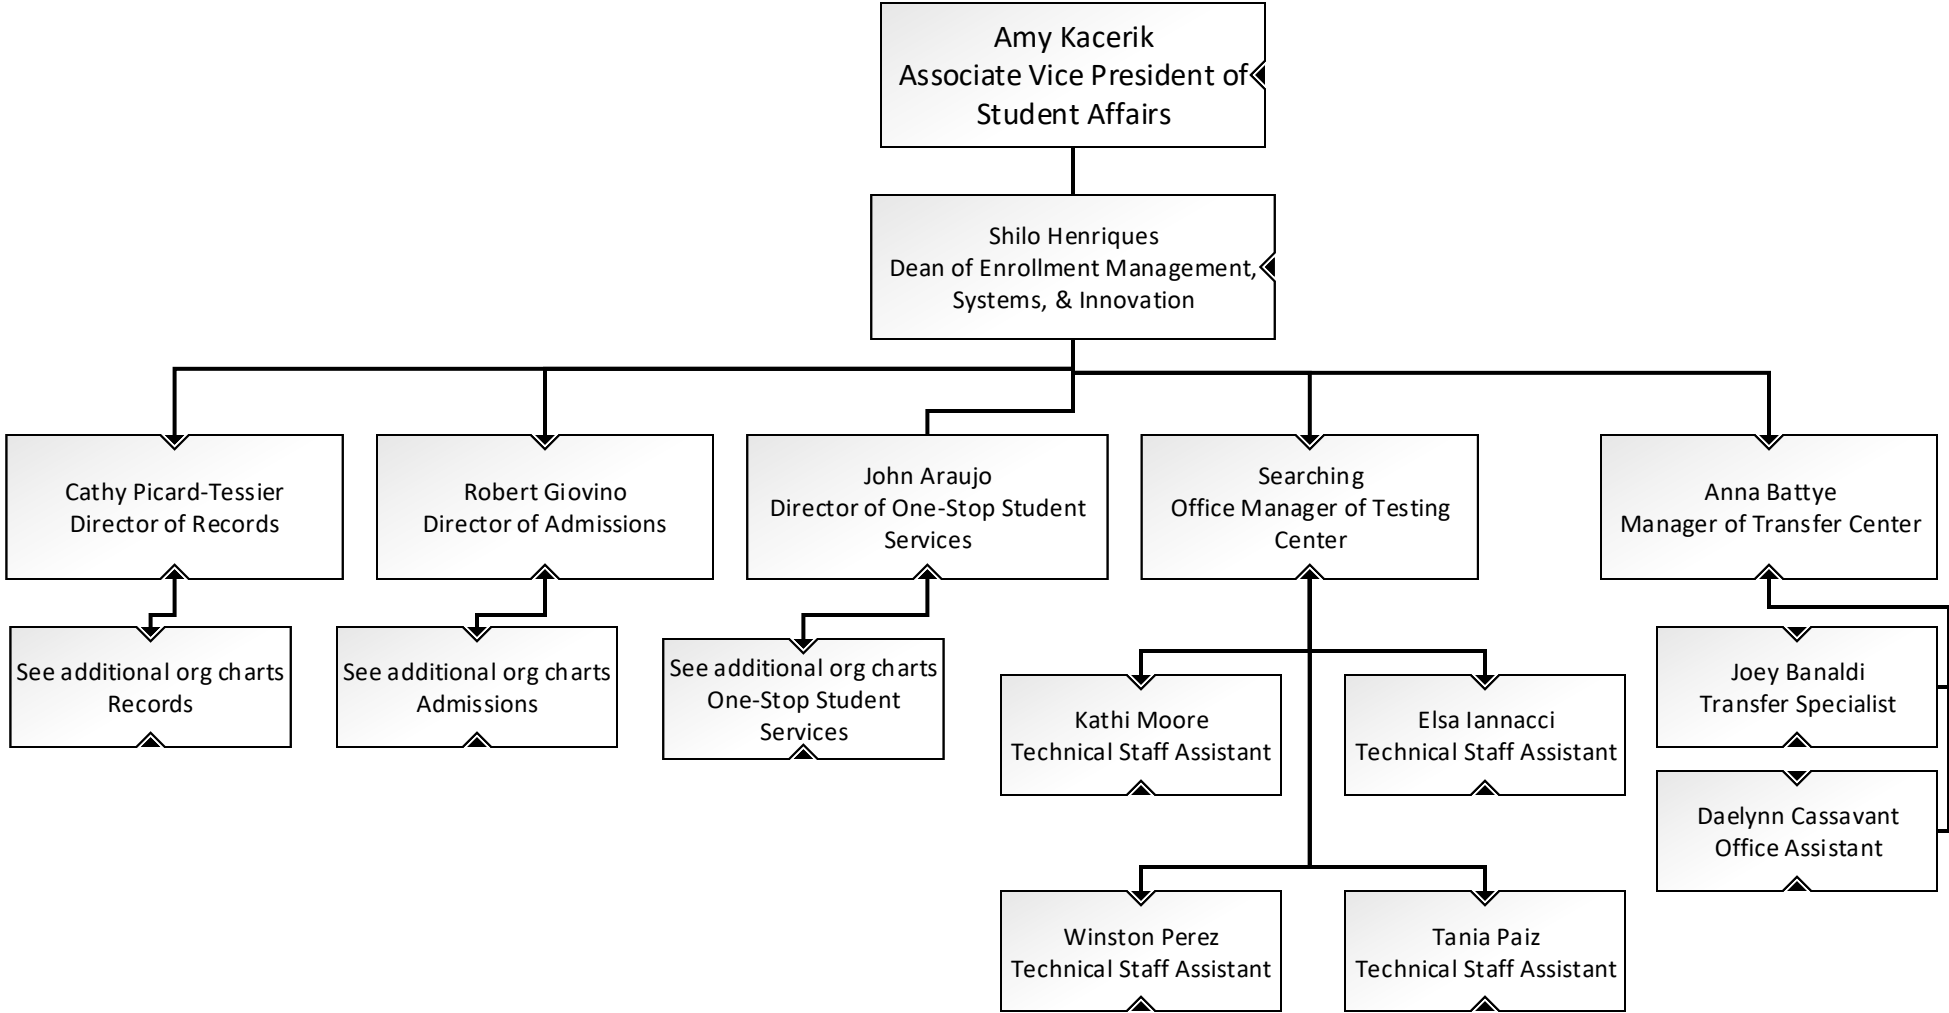 Amy Kacerik
Associate Vice President of
Student Affairs
Shilo Henriques
Dean of Enrollment Management,
Systems, & Innovation
Cathy Picard-Tessier
Director of Records
Robert Giovino
Director of Admissions
John Araujo
Director of One-Stop Student
Services
Searching
Office Manager of Testing
Center
Anna Battye
Manager of Transfer Center
See additional org charts
Records
See additional org charts
Admissions
See additional org charts
One-Stop Student
Services
Kathi Moore
Technical Staff Assistant
Elsa Iannacci
Technical Staff Assistant
Joey Banaldi
Transfer Specialist
Daelynn Cassavant
Office Assistant
Winston Perez
Technical Staff Assistant
Tania Paiz
Technical Staff Assistant